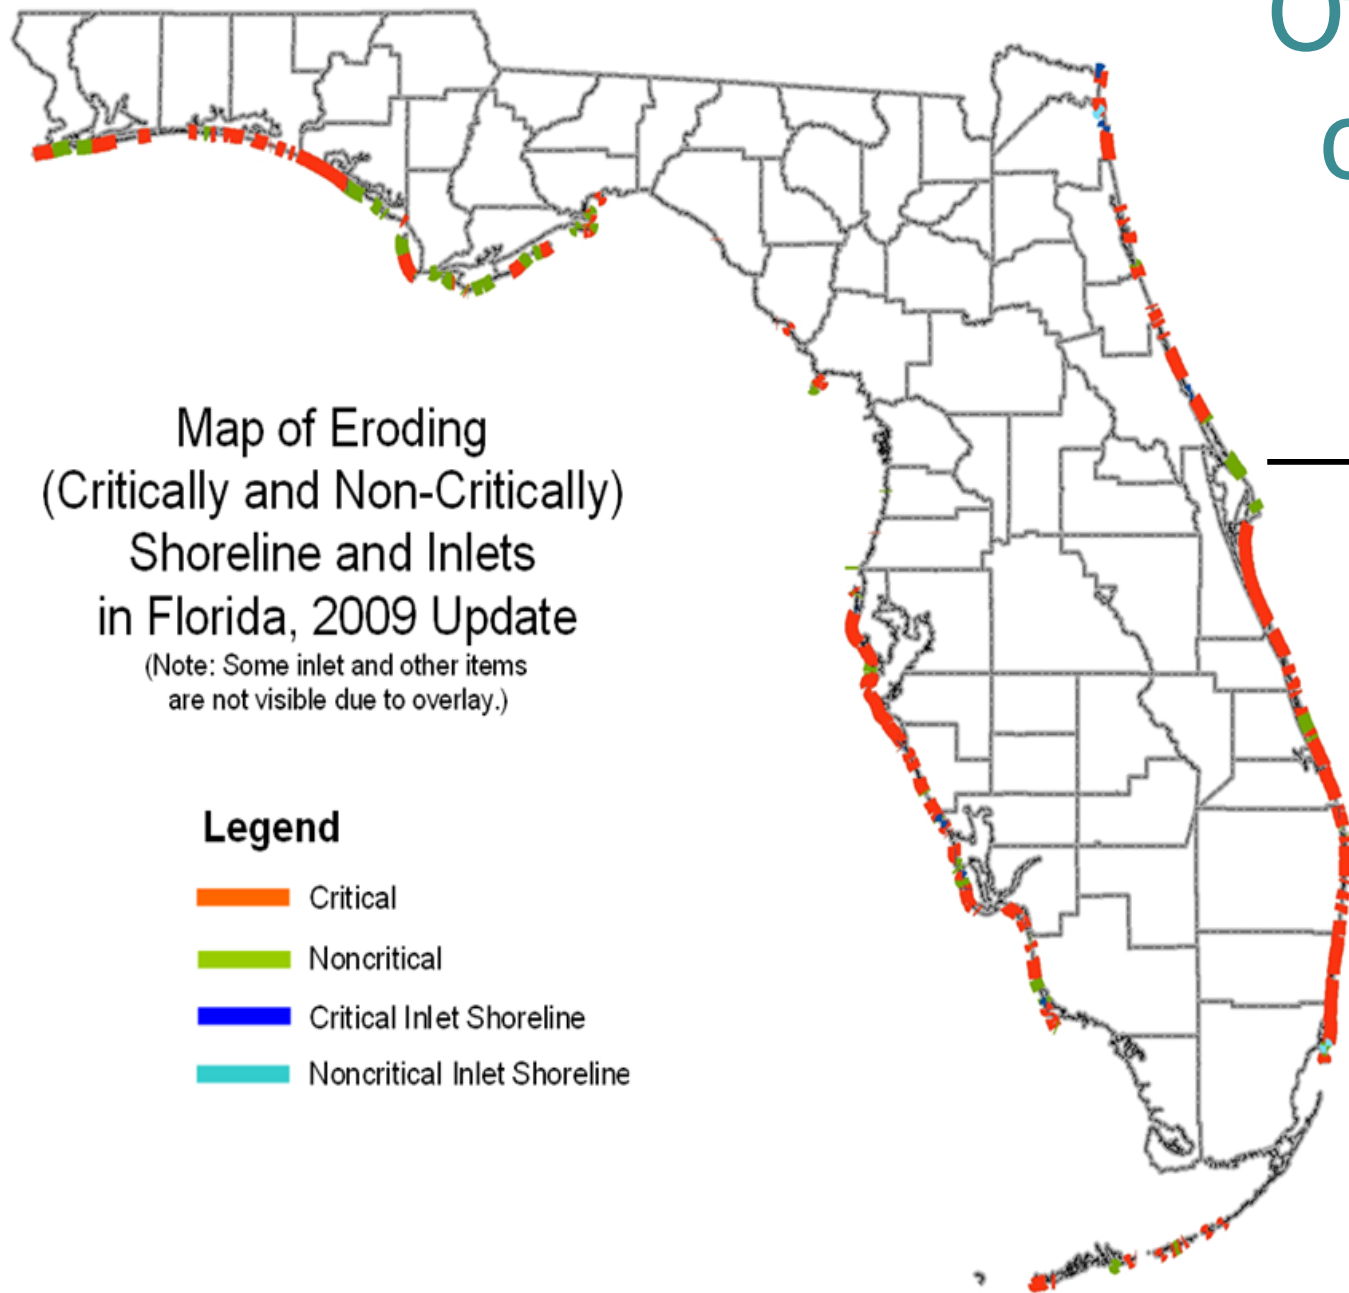 Map of Eroding
(Critically and Non-Critically)
Shoreline and Inlets
in Florida, 2009 Update
(Note: Some inlet and other items
are not visible due to overlay.)
Legend
Critical
Noncritical
Critical Inlet Shoreline
Noncritical Inlet Shoreline